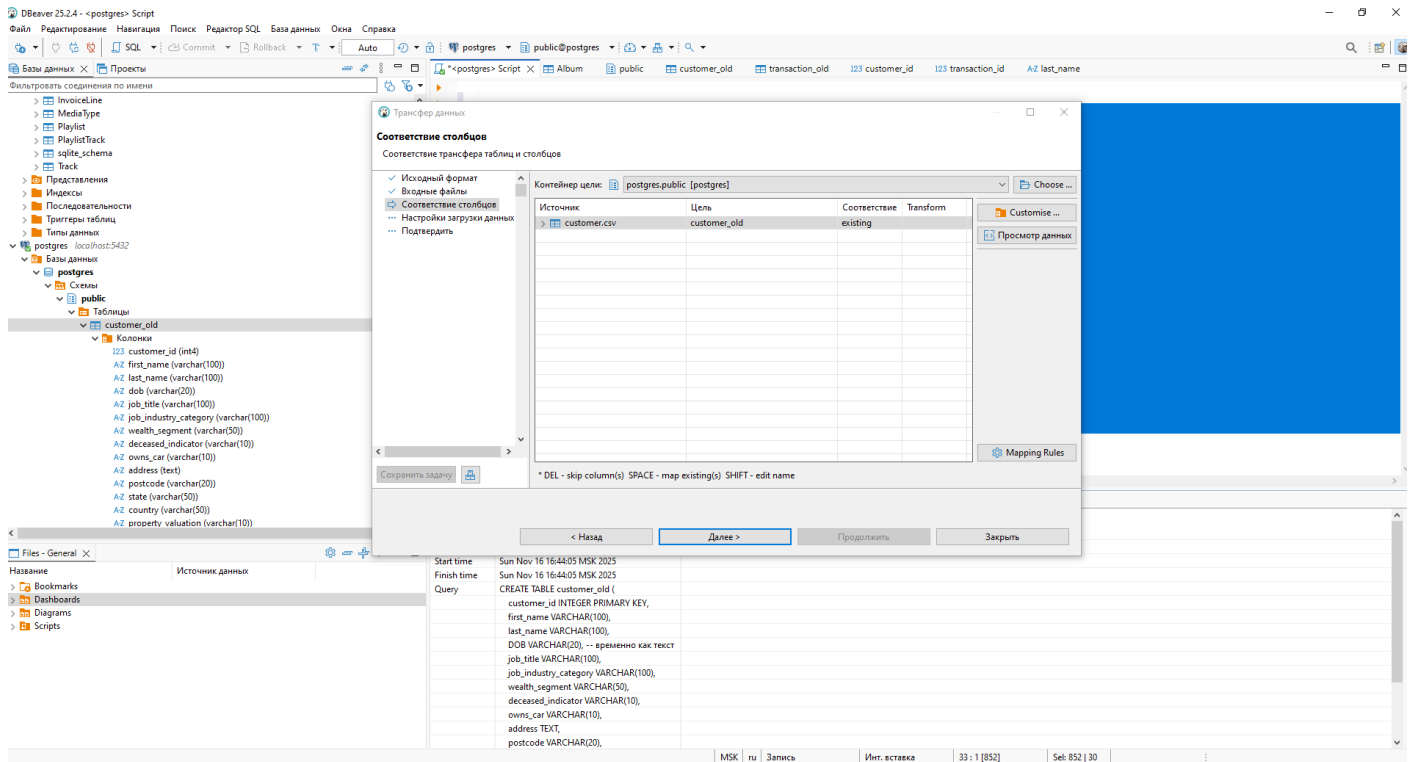 DBeaver 25.2.4 - <postgres> Script
Файл Редактирование Навигация Поиск Редактор SQL База данных Окна Справка
SQL Commit Rollback T Auto postgres public@postgres
Базы данных Проекты
Фильтровать соединения по имени
InvoiceLine
MediaType
Playlist
PlaylistTrack
sqlite_schema
Track
Представления
Индексы
Последовательности
Триггеры таблиц
Типы данных
postgres localhost:5432
Базы данных
postgres
Схемы
public
Таблицы
customer_old
Колонки
123 customer_id (int4)
A-Z first_name (varchar(100))
A-Z last_name (varchar(100))
A-Z dob (varchar(20))
A-Z job_title (varchar(100))
A-Z job_industry_category (varchar(100))
A-Z wealth_segment (varchar(50))
A-Z deceased_indicator (varchar(10))
A-Z owns_car (varchar(10))
A-Z address (text)
A-Z postcode (varchar(20))
A-Z state (varchar(50))
A-Z country (varchar(50))
A-Z property_valuation (varchar(10))
Files - General
Название Источник данных
Bookmarks
Dashboards
Diagrams
Scripts
*<postgres> Script Album public customer_old transaction_old 123 customer_id 123 transaction_id A-Z last_name
Трансфер данных
Соответствие столбцов
Соответствие трансфера таблиц и столбцов
Исходный формат
Входные файлы
Соответствие столбцов
Настройки загрузки данных
Подтвердить
Сохранить задачу
Контейнер цели: postgres.public [postgres] Choose ...
Источник Цель Соответствие Transform
customer.csv customer_old existing
Customise ...
Просмотр данных
Mapping Rules
* DEL - skip column(s) SPACE - map existing(s) SHIFT - edit name
< Назад Далее > Продолжить Закрыть
Start time Sun Nov 16 16:44:05 MSK 2025
Finish time Sun Nov 16 16:44:05 MSK 2025
Query CREATE TABLE customer_old (
customer_id INTEGER PRIMARY KEY,
first_name VARCHAR(100),
last_name VARCHAR(100),
DOB VARCHAR(20), -- временно как текст
job_title VARCHAR(100),
job_industry_category VARCHAR(100),
wealth_segment VARCHAR(50),
deceased_indicator VARCHAR(10),
owns_car VARCHAR(10),
address TEXT,
postcode VARCHAR(20),
MSK ru Запись Инт. вставка 33 : 1 [852] Sel: 852 | 30